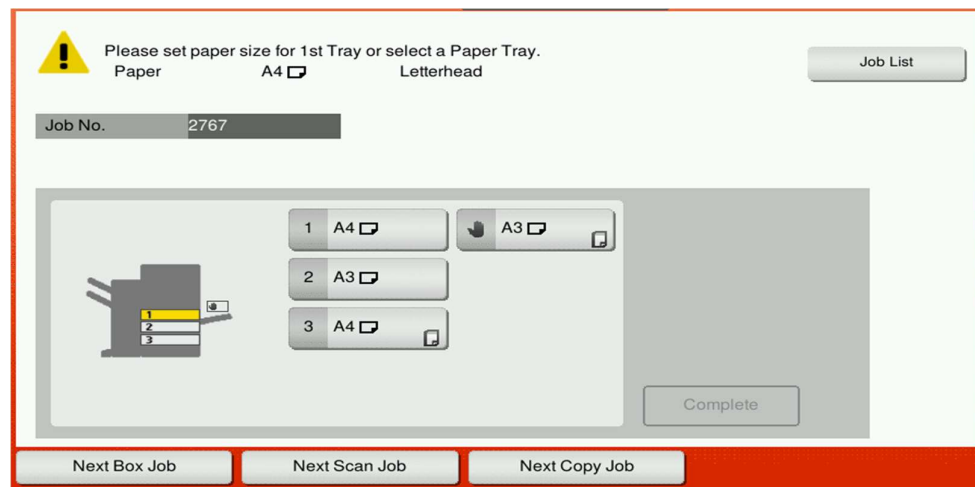 Please set paper size for 1st Tray or select a Paper Tray.
Paper A4 Letterhead
Job List
Job No. 2767
1 A4
A3
2 A3
3 A4
1
2
3
Complete
Next Box Job Next Scan Job Next Copy Job